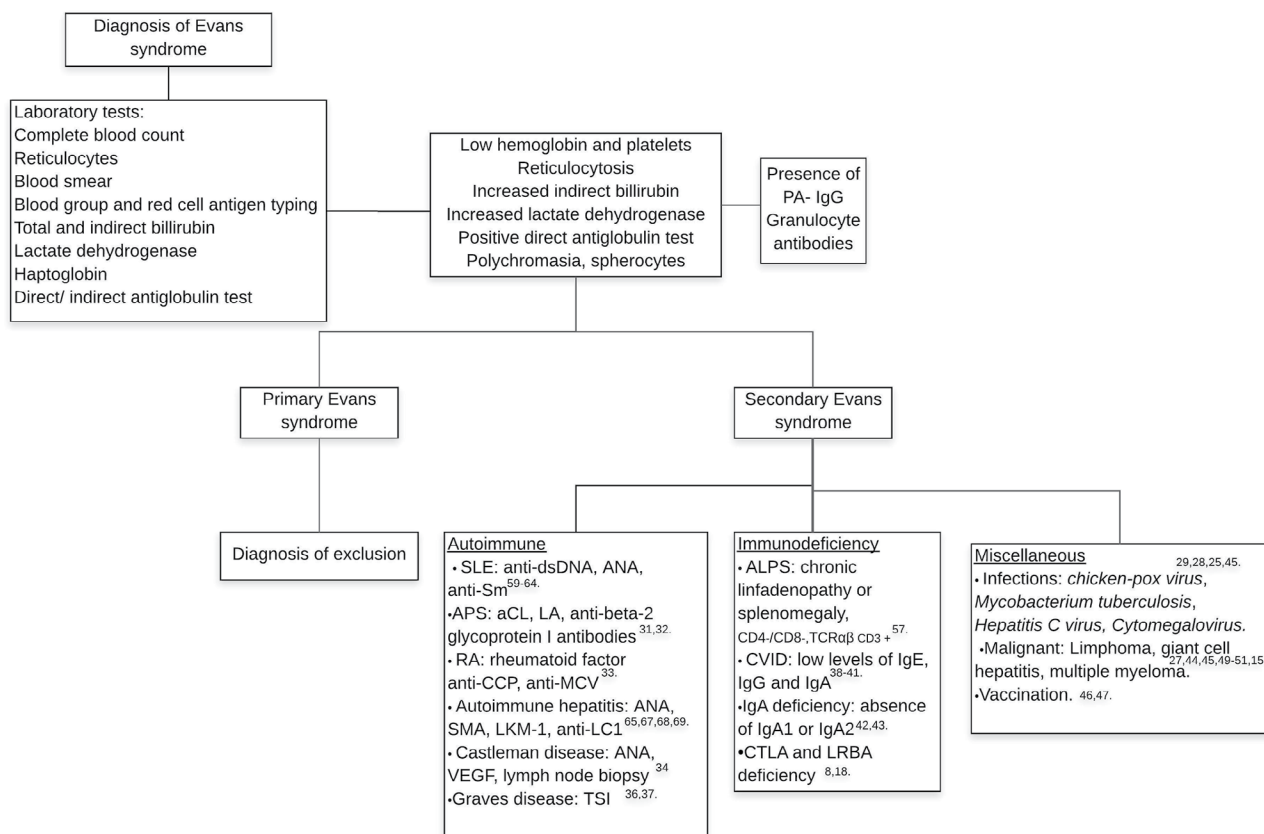 Diagnosis of Evans
syndrome
Laboratory tests:
Complete blood count
Reticulocytes
Blood smear
Blood group and red cell antigen typing
Total and indirect billirubin
Lactate dehydrogenase
Haptoglobin
Direct/ indirect antiglobulin test
Low hemoglobin and platelets
Reticulocytosis
Increased indirect billirubin
Increased lactate dehydrogenase
Positive direct antiglobulin test
Polychromasia, spherocytes
Presence of
PA- IgG
Granulocyte
antibodies
Primary Evans
syndrome
Secondary Evans
syndrome
Diagnosis of exclusion
Autoimmune
• SLE: anti-dsDNA, ANA,
anti-Sm59-64.
•APS: aCL, LA, anti-beta-2
glycoprotein I antibodies 31,32.
• RA: rheumatoid factor
anti-CCP, anti-MCV 33.
• Autoimmune hepatitis: ANA,
SMA, LKM-1, anti-LC1 65,67,68,69.
• Castleman disease: ANA,
VEGF, lymph node biopsy 34
•Graves disease: TSI 36,37.
Immunodeficiency
• ALPS: chronic
linfadenopathy or
splenomegaly,
CD4-/CD8-,TCRαβ CD3 + 57.
• CVID: low levels of IgE,
IgG and IgA 38-41.
•IgA deficiency: absence
of IgA1 or IgA2 42,43.
•CTLA and LRBA
deficiency 8,18.
Miscellaneous
29,28,25,45.
• Infections: chicken-pox virus,
Mycobacterium tuberculosis,
Hepatitis C virus, Cytomegalovirus.
•Malignant: Limphoma, giant cell
hepatitis, multiple myeloma. 27,44,45,49-51,15
•Vaccination. 46,47.